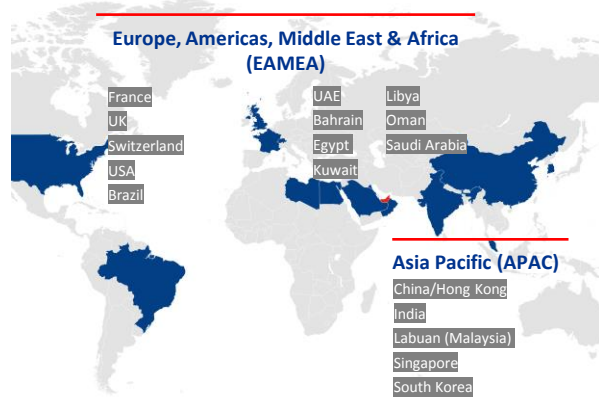 Europe, Americas, Middle East & Africa
(EAMEA)
France
UK
Switzerland
USA
Brazil
UAE
Bahrain
Egypt
Kuwait
Libya
Oman
Saudi Arabia
Asia Pacific (APAC)
China/Hong Kong
India
Labuan (Malaysia)
Singapore
South Korea